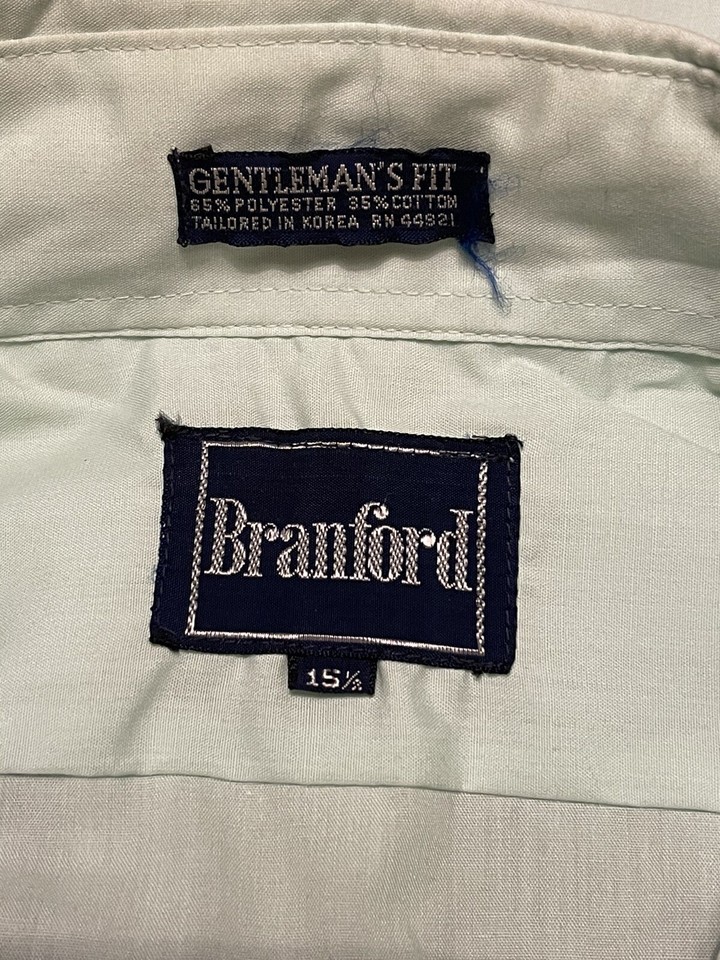 GENTLEMAN'S FIT
65% POLYESTER 35% COTTON
TAILORED IN KOREA RN 44921
Branford
15½